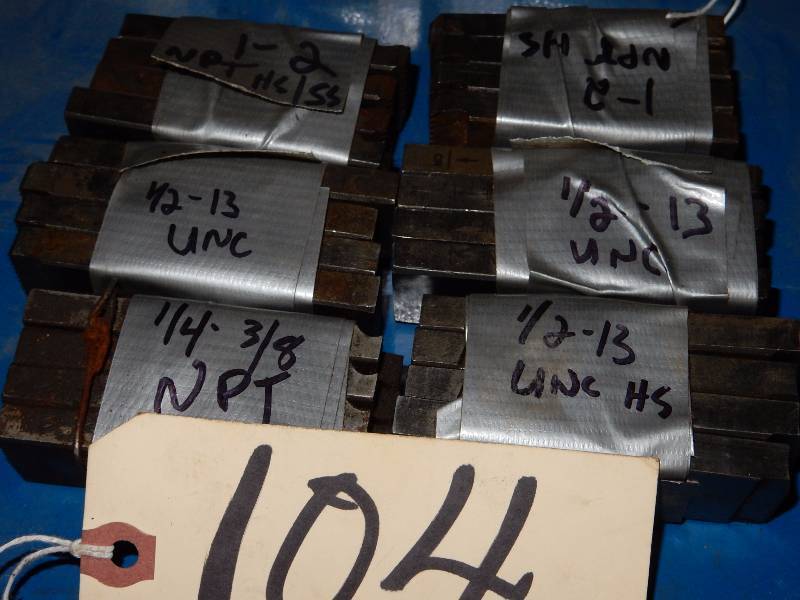 1-2
NPT HS/SS
NPT HS
1-2
1/2-13
UNC
1/2-13
UNC
1/4-3/8
NPT
1/2-13
UNC HS
104